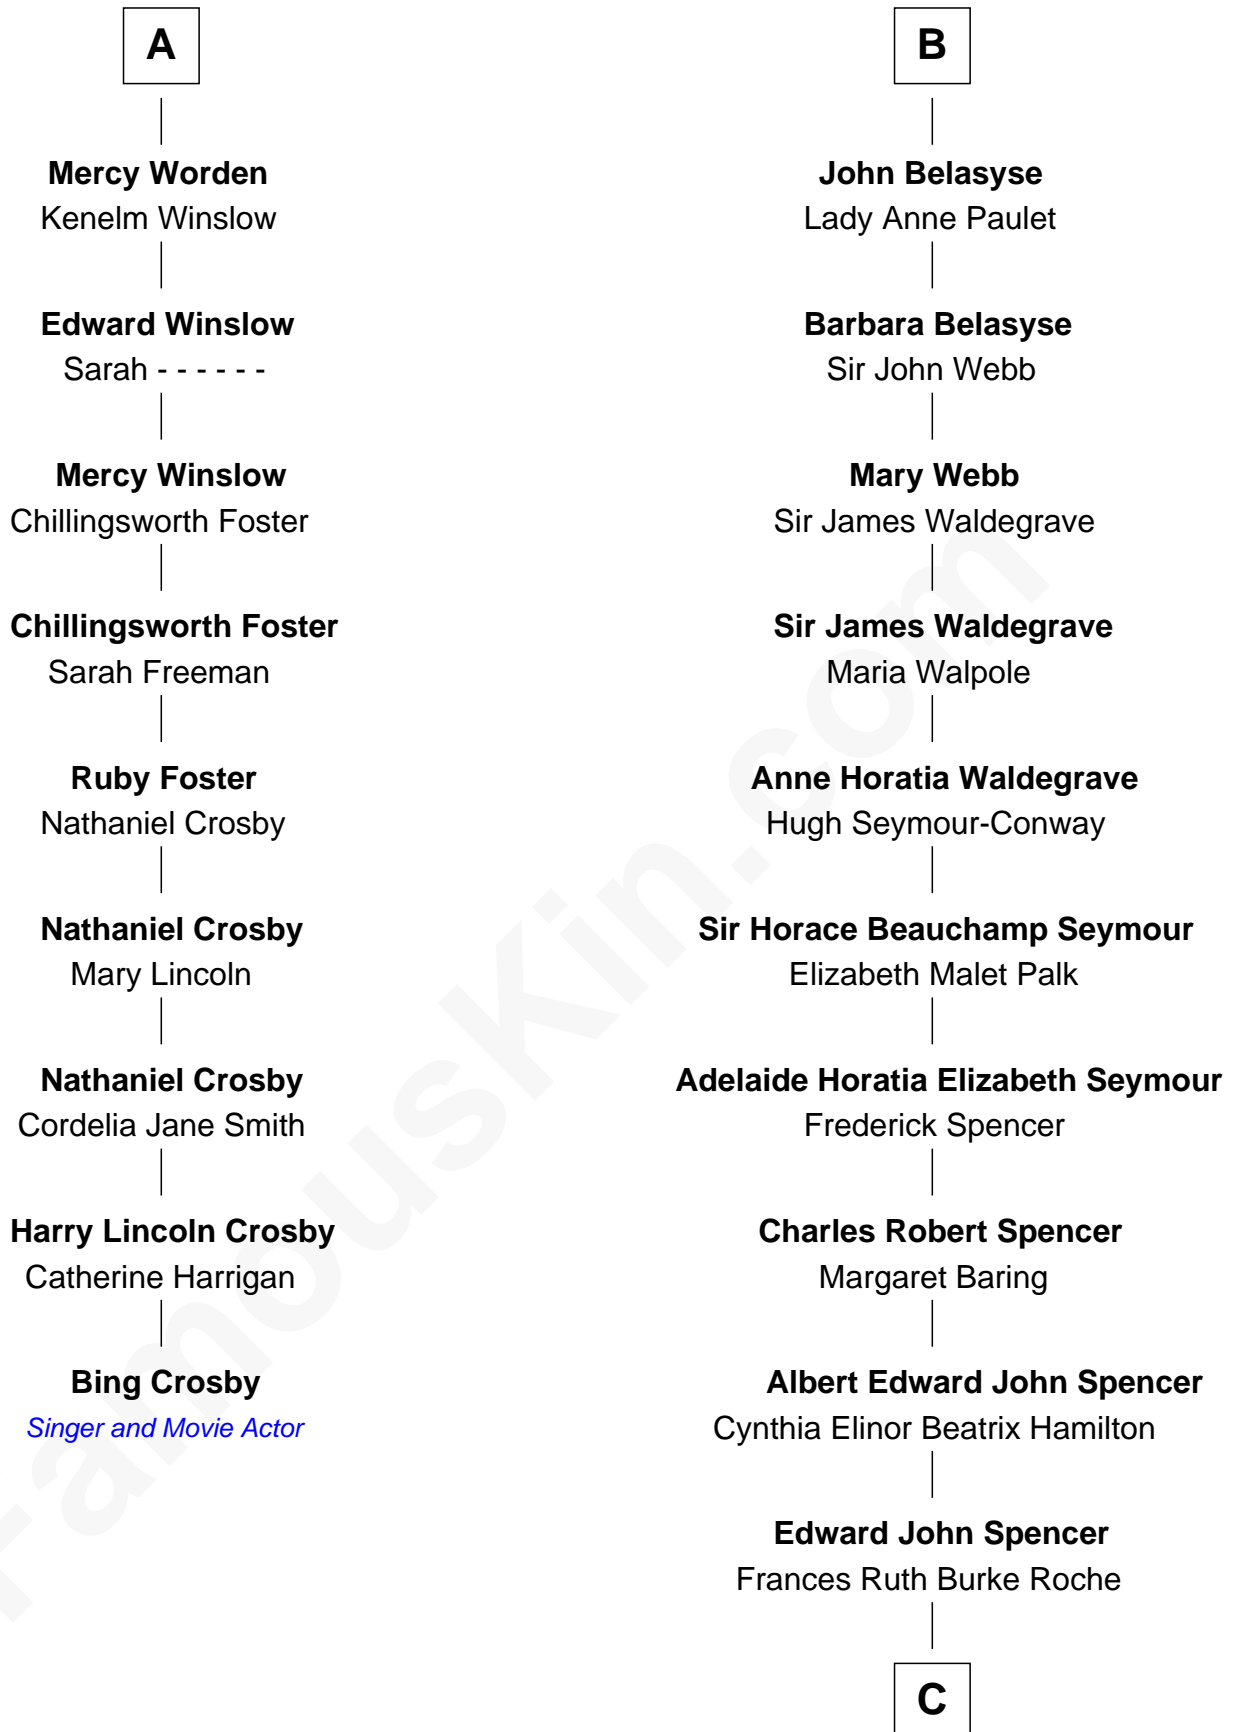 A
Mercy Worden
Kenelm Winslow
Edward Winslow
Sarah - - - - - -
Mercy Winslow
Chillingsworth Foster
Chillingsworth Foster
Sarah Freeman
Ruby Foster
Nathaniel Crosby
Nathaniel Crosby
Mary Lincoln
Nathaniel Crosby
Cordelia Jane Smith
Harry Lincoln Crosby
Catherine Harrigan
Bing Crosby
Singer and Movie Actor
B
John Belasyse
Lady Anne Paulet
Barbara Belasyse
Sir John Webb
Mary Webb
Sir James Waldegrave
Sir James Waldegrave
Maria Walpole
Anne Horatia Waldegrave
Hugh Seymour-Conway
Sir Horace Beauchamp Seymour
Elizabeth Malet Palk
Adelaide Horatia Elizabeth Seymour
Frederick Spencer
Charles Robert Spencer
Margaret Baring
Albert Edward John Spencer
Cynthia Elinor Beatrix Hamilton
Edward John Spencer
Frances Ruth Burke Roche
C
FamousKin.com